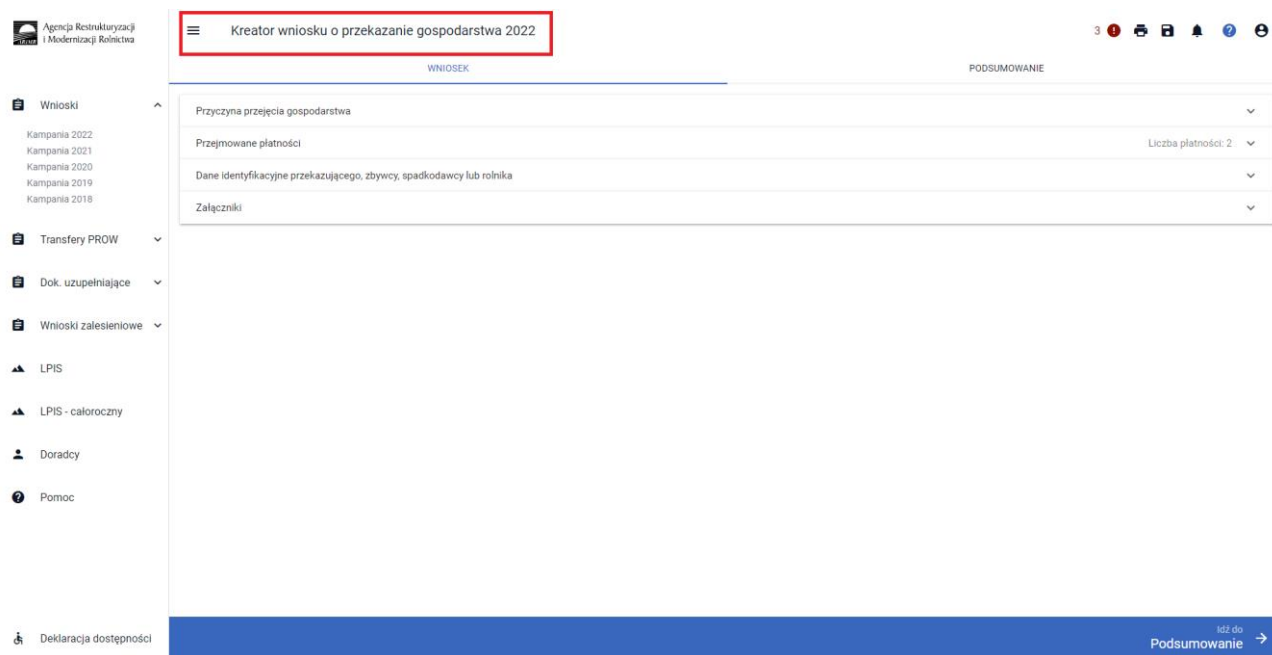 Agencja Restrukturyzacji
i Modernizacji Rolnictwa
ARiMR
Kreator wniosku o przekazanie gospodarstwa 2022
3
WNIOSEK
PODSUMOWANIE
Wnioski
Kampania 2022
Kampania 2021
Kampania 2020
Kampania 2019
Kampania 2018
Transfery PROW
Dok. uzupełniające
Wnioski zalesieniowe
LPIS
LPIS - całoroczny
Doradcy
Pomoc
Deklaracja dostępności
Przyczyna przejęcia gospodarstwa
Przejmowane płatności
Liczba płatności: 2
Dane identyfikacyjne przekazującego, zbywcy, spadkodawcy lub rolnika
Załączniki
Idź do
Podsumowanie